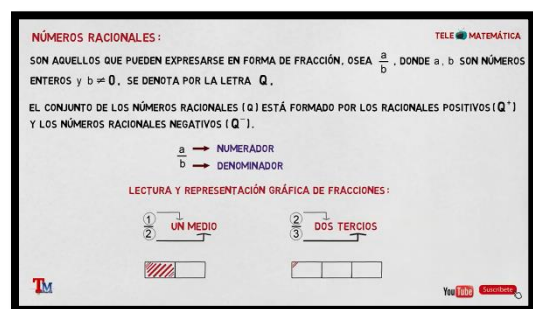 NÚMEROS RACIONALES:
TELE MATEMÁTICA
SON AQUELLOS QUE PUEDEN EXPRESARSE EN FORMA DE FRACCIÓN, OSEA a/b , DONDE a, b SON NÚMEROS
ENTEROS y b ≠ 0, SE DENOTA POR LA LETRA Q.
EL CONJUNTO DE LOS NÚMEROS RACIONALES (Q) ESTÁ FORMADO POR LOS RACIONALES POSITIVOS (Q⁺)
Y LOS NÚMEROS RACIONALES NEGATIVOS (Q⁻).
a → NUMERADOR
b → DENOMINADOR
LECTURA Y REPRESENTACIÓN GRÁFICA DE FRACCIONES:
1/2 UN MEDIO
2/3 DOS TERCIOS
TM
YouTube Suscríbete